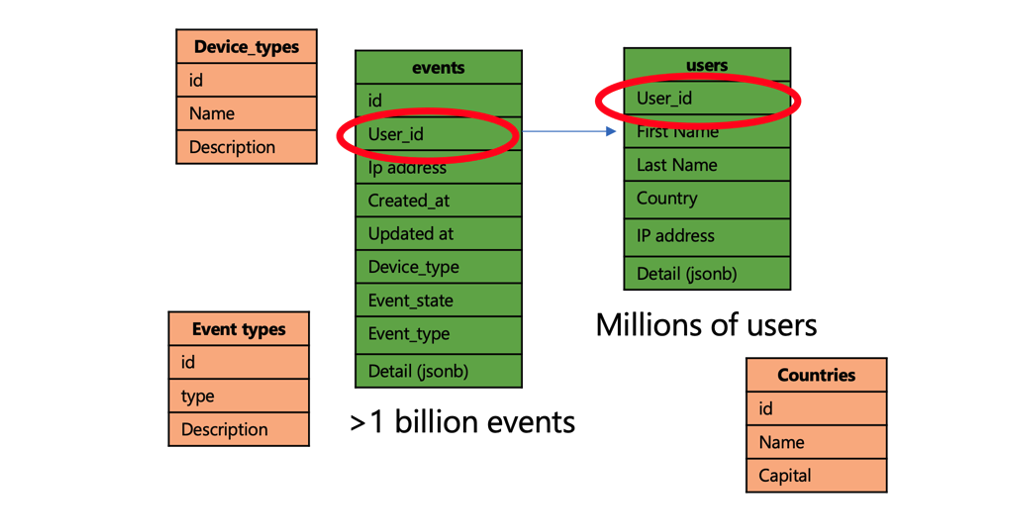 Device_types
id
Name
Description
events
id
User_id
Ip address
Created_at
Updated at
Device_type
Event_state
Event_type
Detail (jsonb)
>1 billion events
users
User_id
First Name
Last Name
Country
IP address
Detail (jsonb)
Millions of users
Event types
id
type
Description
Countries
id
Name
Capital